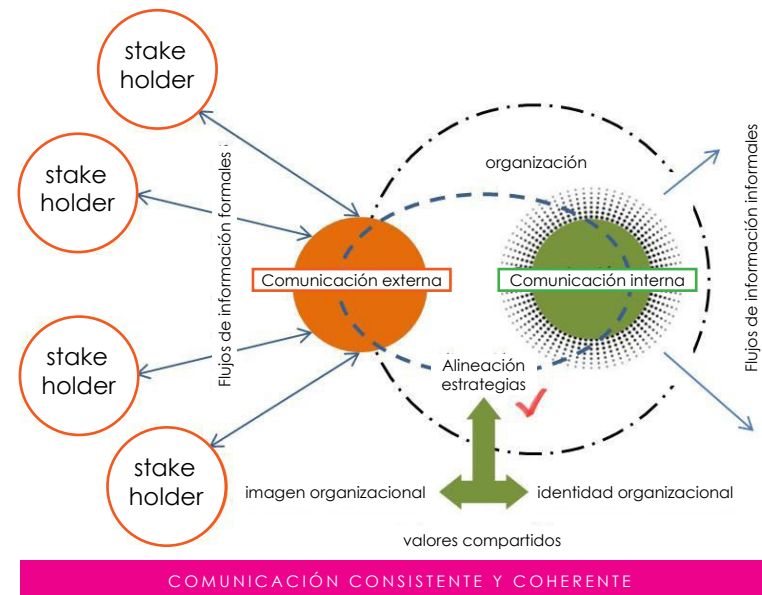 stake
holder
stake
holder
stake
holder
stake
holder
Flujos de información formales
organización
Comunicación externa
Comunicación interna
Flujos de información informales
Alineación
estrategias
imagen organizacional
identidad organizacional
valores compartidos
COMUNICACIÓN CONSISTENTE Y COHERENTE